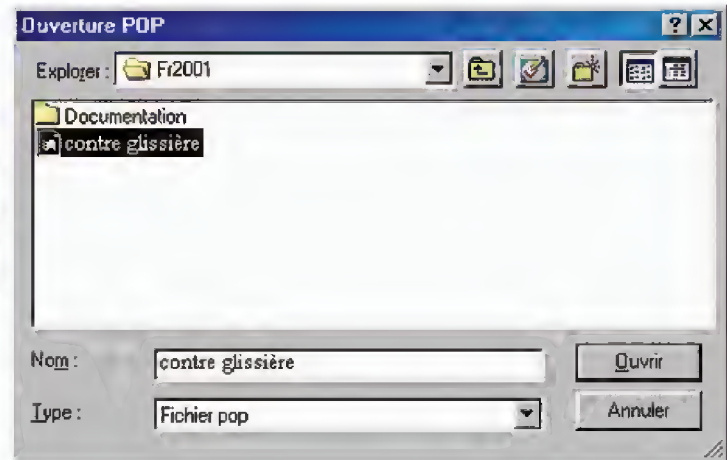 Ouverture POP
Explorer : Fr2001
Documentation
contre glissière
Nom : contre glissière
Ouvrir
Type : Fichier pop
Annuler